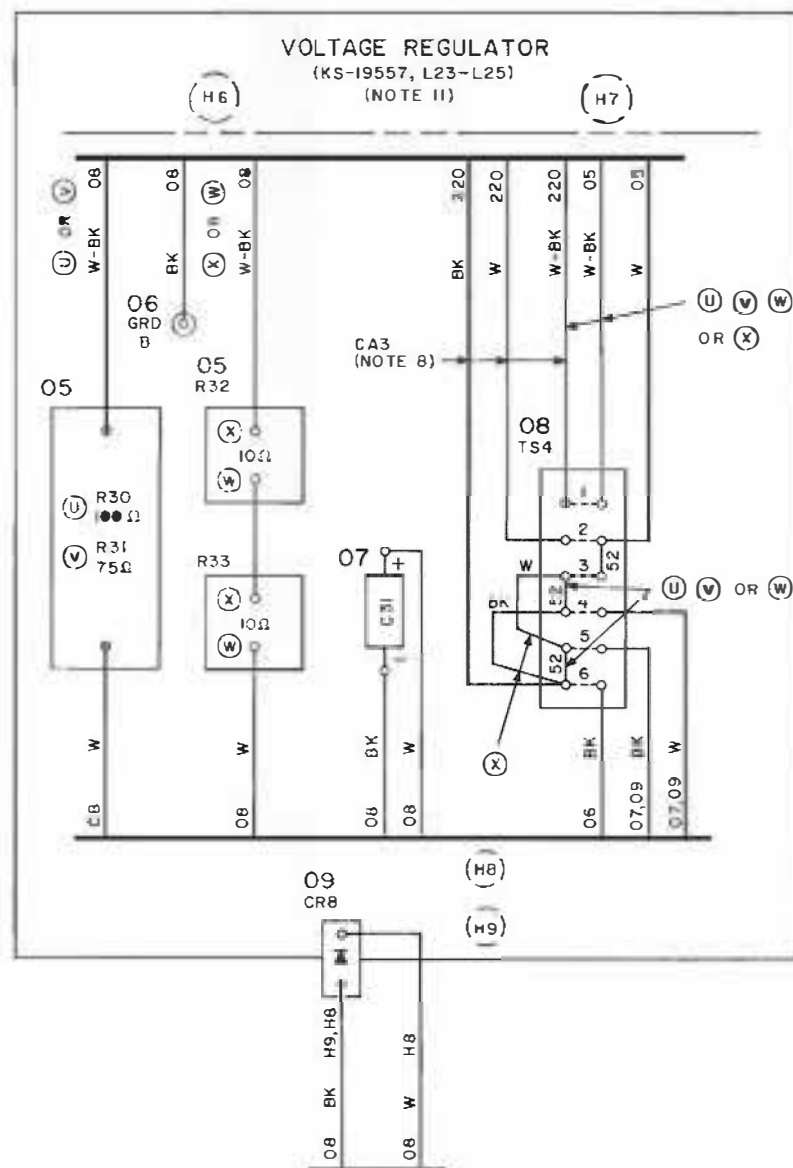 VOLTAGE REGULATOR
(KS-19557, L23-L25)
(NOTE 11)
H6
H7
U OR V
08
W-BK
08
BK
X OR W
08
W-BK
320
BK
220
W
220
W-BK
05
W-BK
05
W
U V W
OR X
CA3
(NOTE 8)
06
GRD
B
05
05
R32
X
10Ω
W
U R30
V R31
75Ω
R33
X
10Ω
W
07
+
C31
-
08
TS4
1
2
3
4
5
6
52
W
52
BK
52
U V OR W
X
W
08
W
08
BK
08
W
08
BK
06
BK
07,09
W
07,09
H8
09
CR8
H9
H9,H8
BK
08
H8
W
08